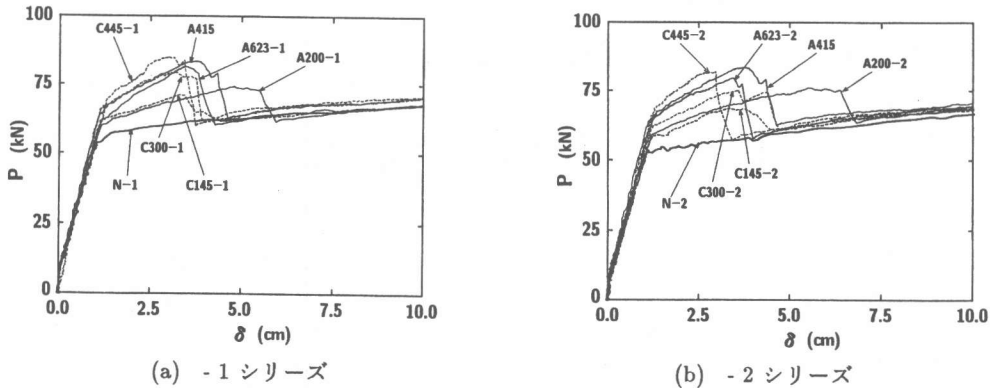 100
75
50
25
0
P (kN)
C445-1
A415
A623-1
A200-1
C300-1
N-1
C145-1
0.0 2.5 5.0 7.5 10.0
δ (cm)
(a) - 1 シリーズ
100
75
50
25
0
P (kN)
C445-2
A623-2
A415
A200-2
C145-2
C300-2
N-2
0.0 2.5 5.0 7.5 10.0
δ (cm)
(b) - 2 シリーズ